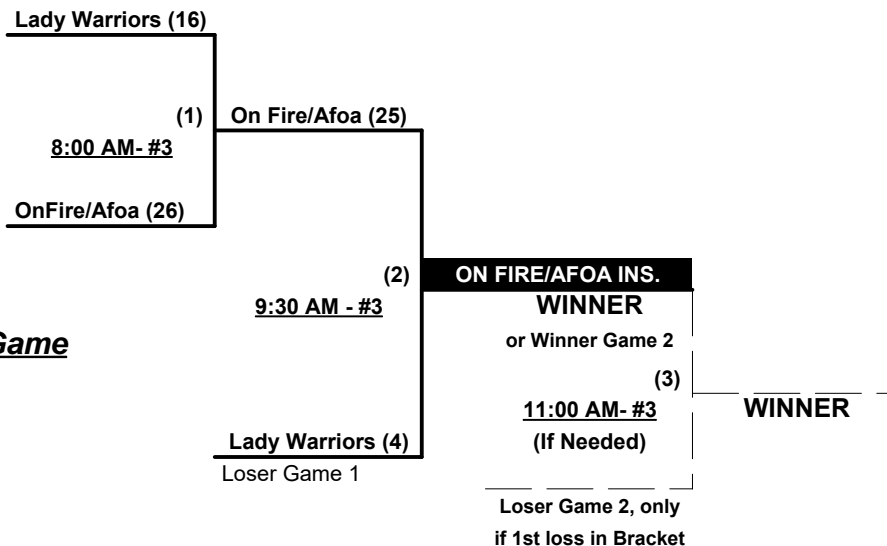 Lady Warriors (16)
(1)
On Fire/Afoa (25)
8:00 AM- #3
OnFire/Afoa (26)
(2)
ON FIRE/AFOA INS.
9:30 AM - #3
WINNER
or Winner Game 2
Game
(3)
11:00 AM- #3
WINNER
Lady Warriors (4)
(If Needed)
Loser Game 1
Loser Game 2, only
if 1st loss in Bracket